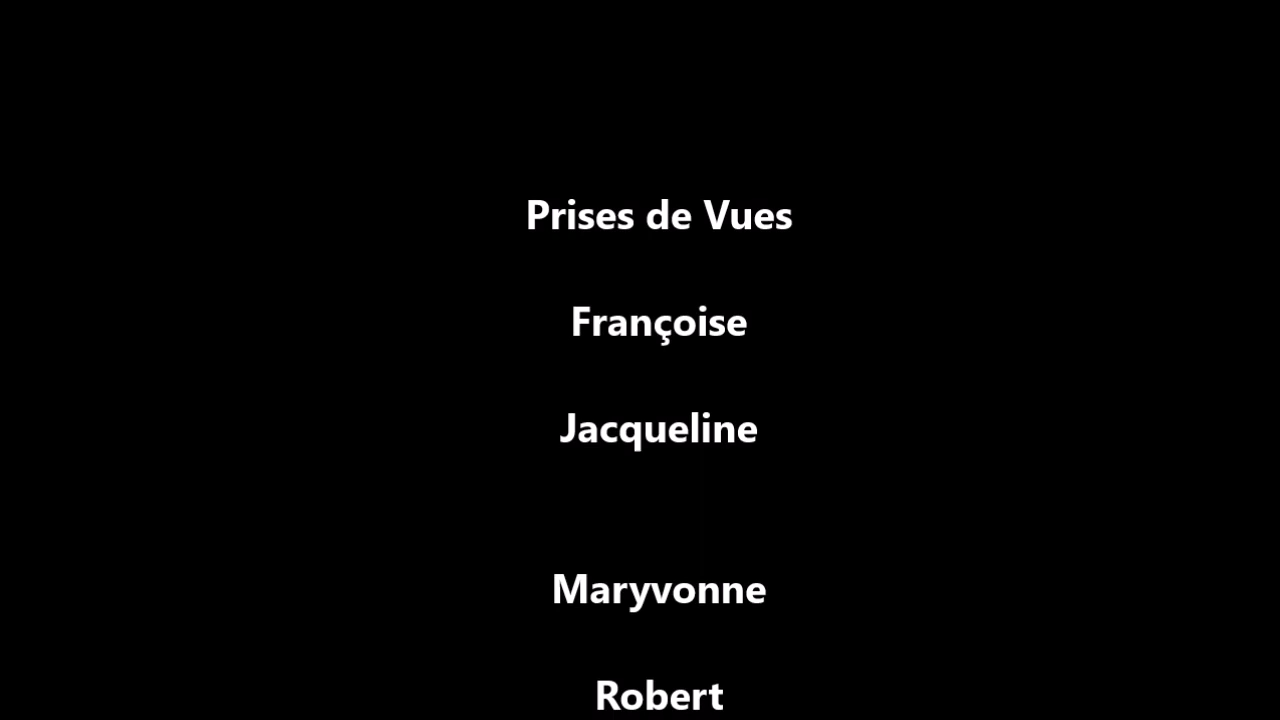 Prises de Vues
Françoise
Jacqueline
Maryvonne
Robert